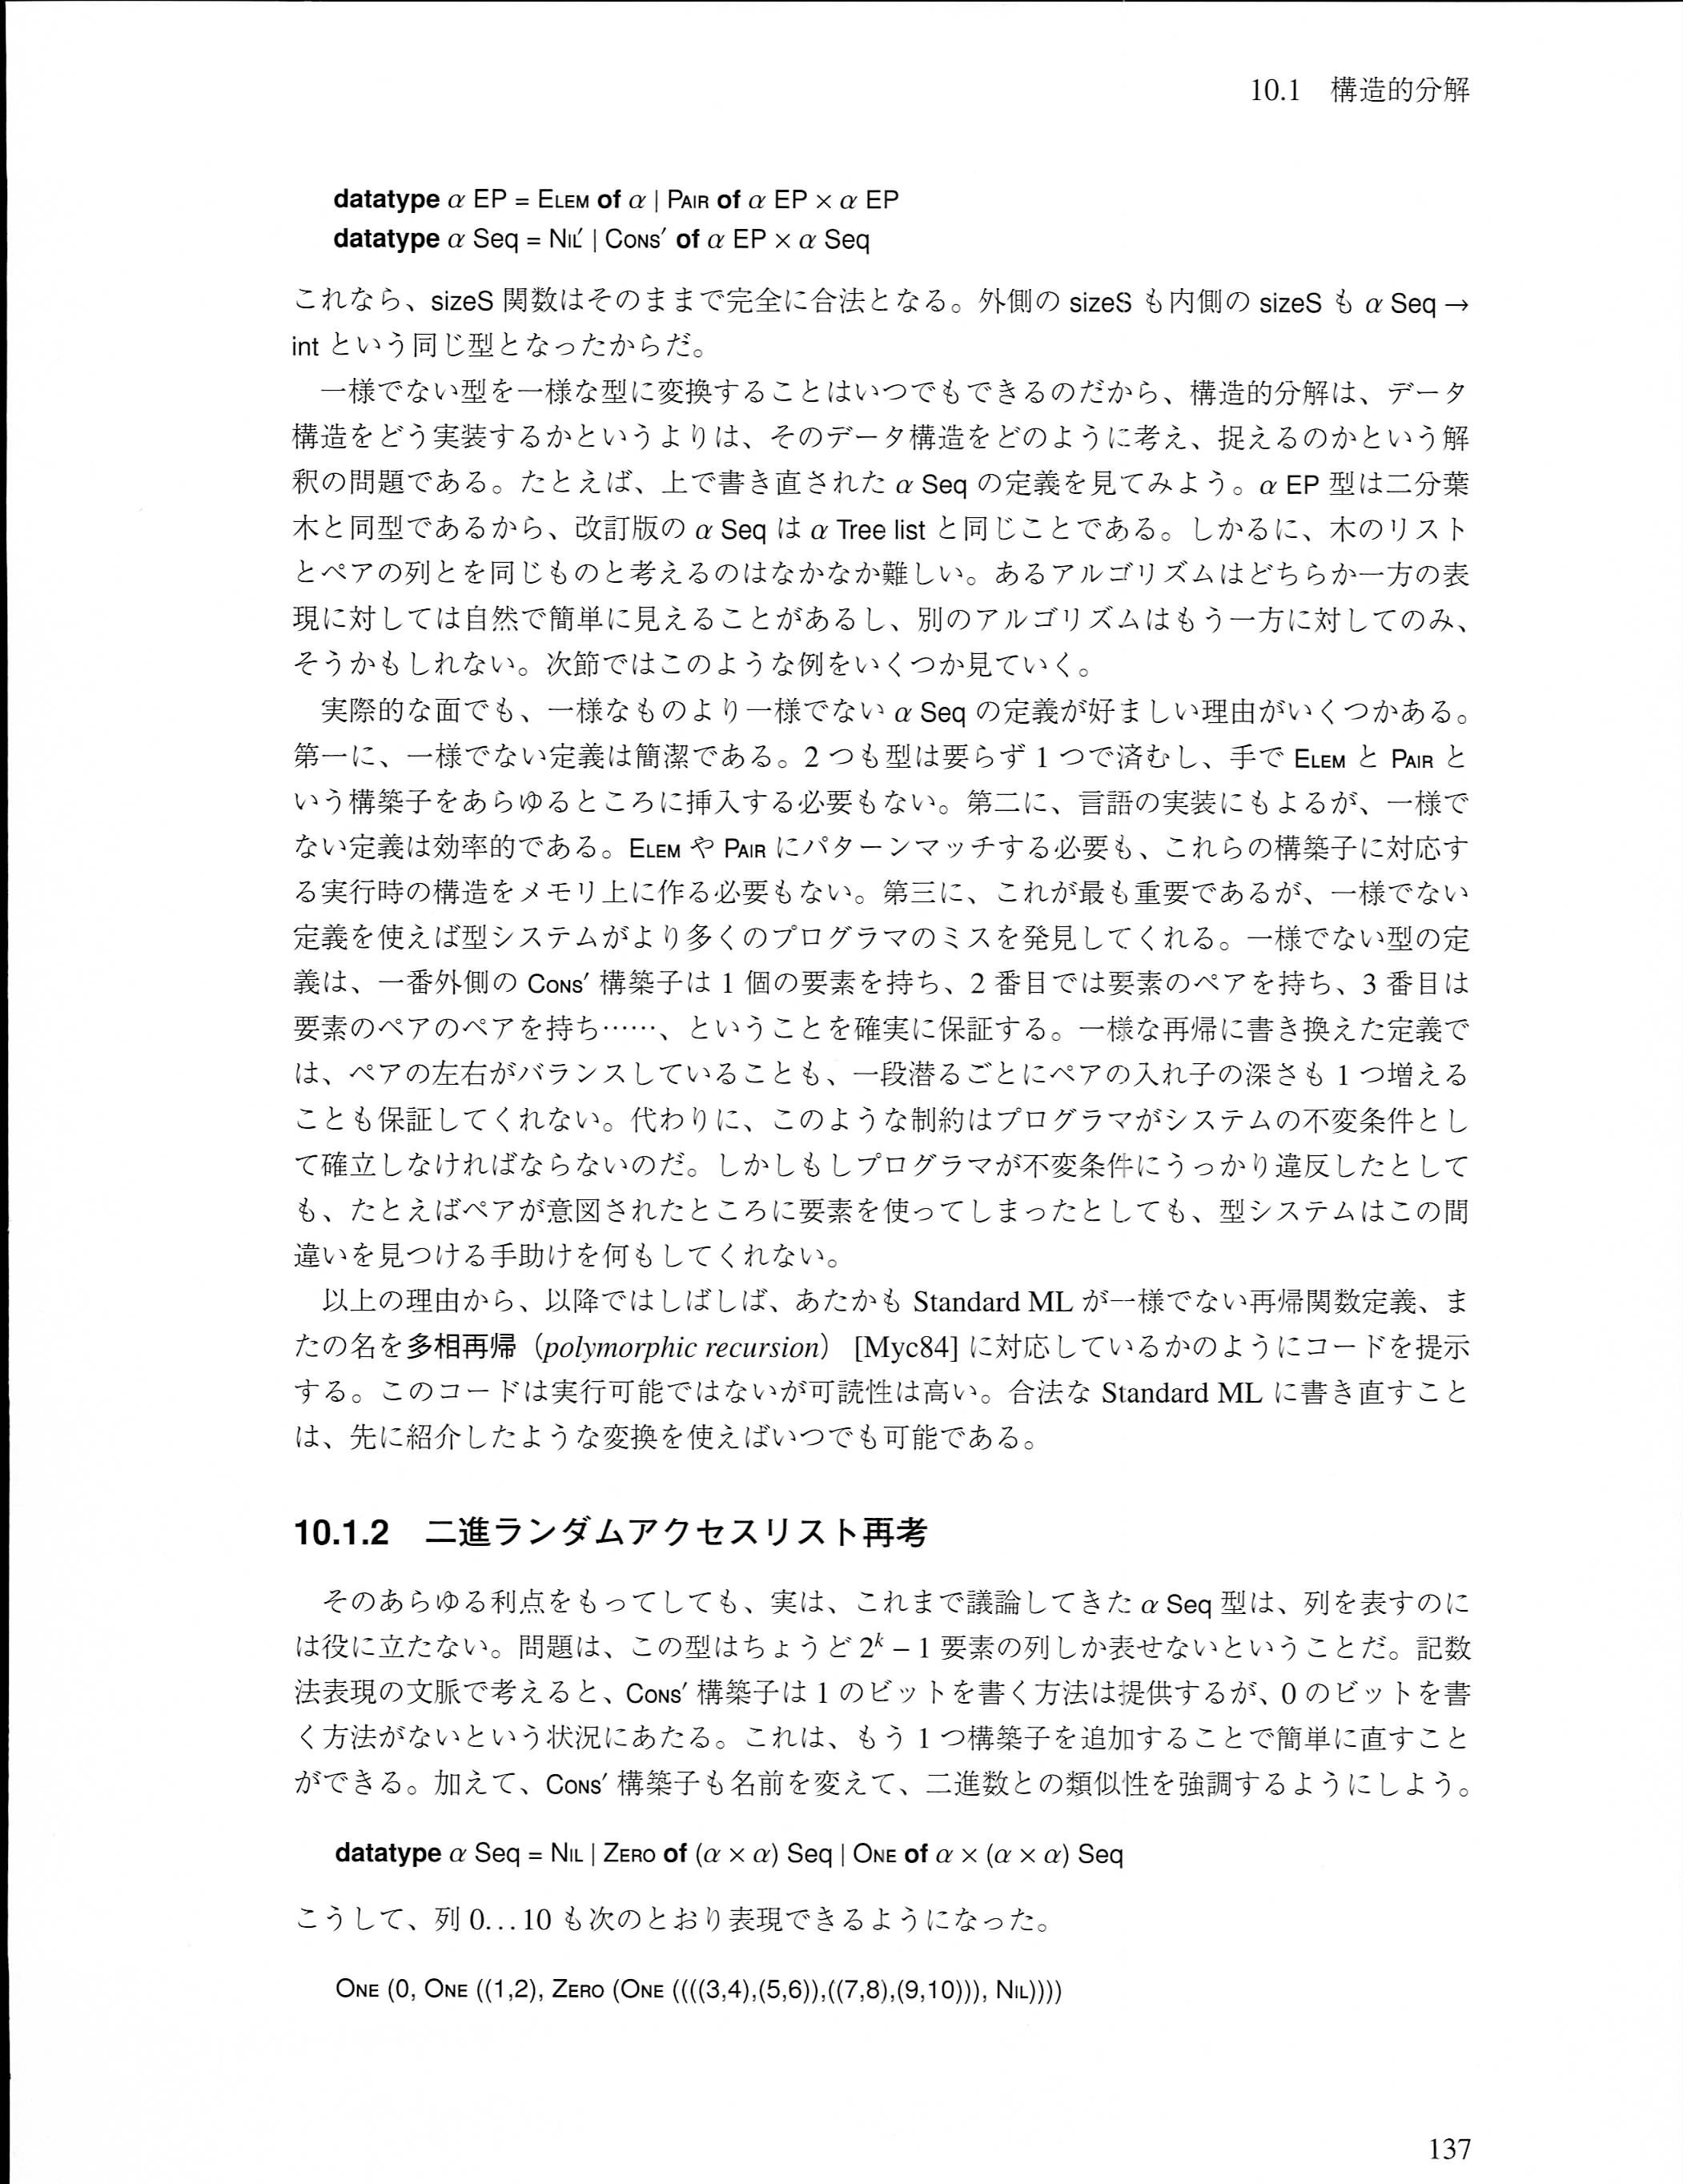 10.1　構造的分解
datatype α EP = ELEM of α | PAIR of α EP × α EP
datatype α Seq = NIL′ | CONS′ of α EP × α Seq
これなら、sizeS 関数はそのままで完全に合法となる。外側の sizeS も内側の sizeS も α Seq →
int という同じ型となったからだ。
一様でない型を一様な型に変換することはいつでもできるのだから、構造的分解は、データ
構造をどう実装するかというよりは、そのデータ構造をどのように考え、捉えるのかという解
釈の問題である。たとえば、上で書き直された α Seq の定義を見てみよう。α EP 型は二分葉
木と同型であるから、改訂版の α Seq は α Tree list と同じことである。しかるに、木のリスト
とペアの列とを同じものと考えるのはなかなか難しい。あるアルゴリズムはどちらか一方の表
現に対しては自然で簡単に見えることがあるし、別のアルゴリズムはもう一方に対してのみ、
そうかもしれない。次節ではこのような例をいくつか見ていく。
実際的な面でも、一様なものより一様でない α Seq の定義が好ましい理由がいくつかある。
第一に、一様でない定義は簡潔である。2 つも型は要らず 1 つで済むし、手で ELEM と PAIR と
いう構築子をあらゆるところに挿入する必要もない。第二に、言語の実装にもよるが、一様で
ない定義は効率的である。ELEM や PAIR にパターンマッチする必要も、これらの構築子に対応す
る実行時の構造をメモリ上に作る必要もない。第三に、これが最も重要であるが、一様でない
定義を使えば型システムがより多くのプログラマのミスを発見してくれる。一様でない型の定
義は、一番外側の CONS′ 構築子は 1 個の要素を持ち、2 番目では要素のペアを持ち、3 番目は
要素のペアのペアを持ち……、ということを確実に保証する。一様な再帰に書き換えた定義で
は、ペアの左右がバランスしていることも、一段潜るごとにペアの入れ子の深さも 1 つ増える
ことも保証してくれない。代わりに、このような制約はプログラマがシステムの不変条件とし
て確立しなければならないのだ。しかしもしプログラマが不変条件にうっかり違反したとして
も、たとえばペアが意図されたところに要素を使ってしまったとしても、型システムはこの間
違いを見つける手助けを何もしてくれない。
以上の理由から、以降ではしばしば、あたかも Standard ML が一様でない再帰関数定義、ま
たの名を多相再帰（polymorphic recursion）[Myc84] に対応しているかのようにコードを提示
する。このコードは実行可能ではないが可読性は高い。合法な Standard ML に書き直すこと
は、先に紹介したような変換を使えばいつでも可能である。
10.1.2　二進ランダムアクセスリスト再考
そのあらゆる利点をもってしても、実は、これまで議論してきた α Seq 型は、列を表すのに
は役に立たない。問題は、この型はちょうど 2ᵏ − 1 要素の列しか表せないということだ。記数
法表現の文脈で考えると、CONS′ 構築子は 1 のビットを書く方法は提供するが、0 のビットを書
く方法がないという状況にあたる。これは、もう 1 つ構築子を追加することで簡単に直すこと
ができる。加えて、CONS′ 構築子も名前を変えて、二進数との類似性を強調するようにしよう。
datatype α Seq = NIL | ZERO of (α × α) Seq | ONE of α × (α × α) Seq
こうして、列 0...10 も次のとおり表現できるようになった。
ONE (0, ONE ((1,2), ZERO (ONE ((((3,4),(5,6)),((7,8),(9,10))), NIL))))
137